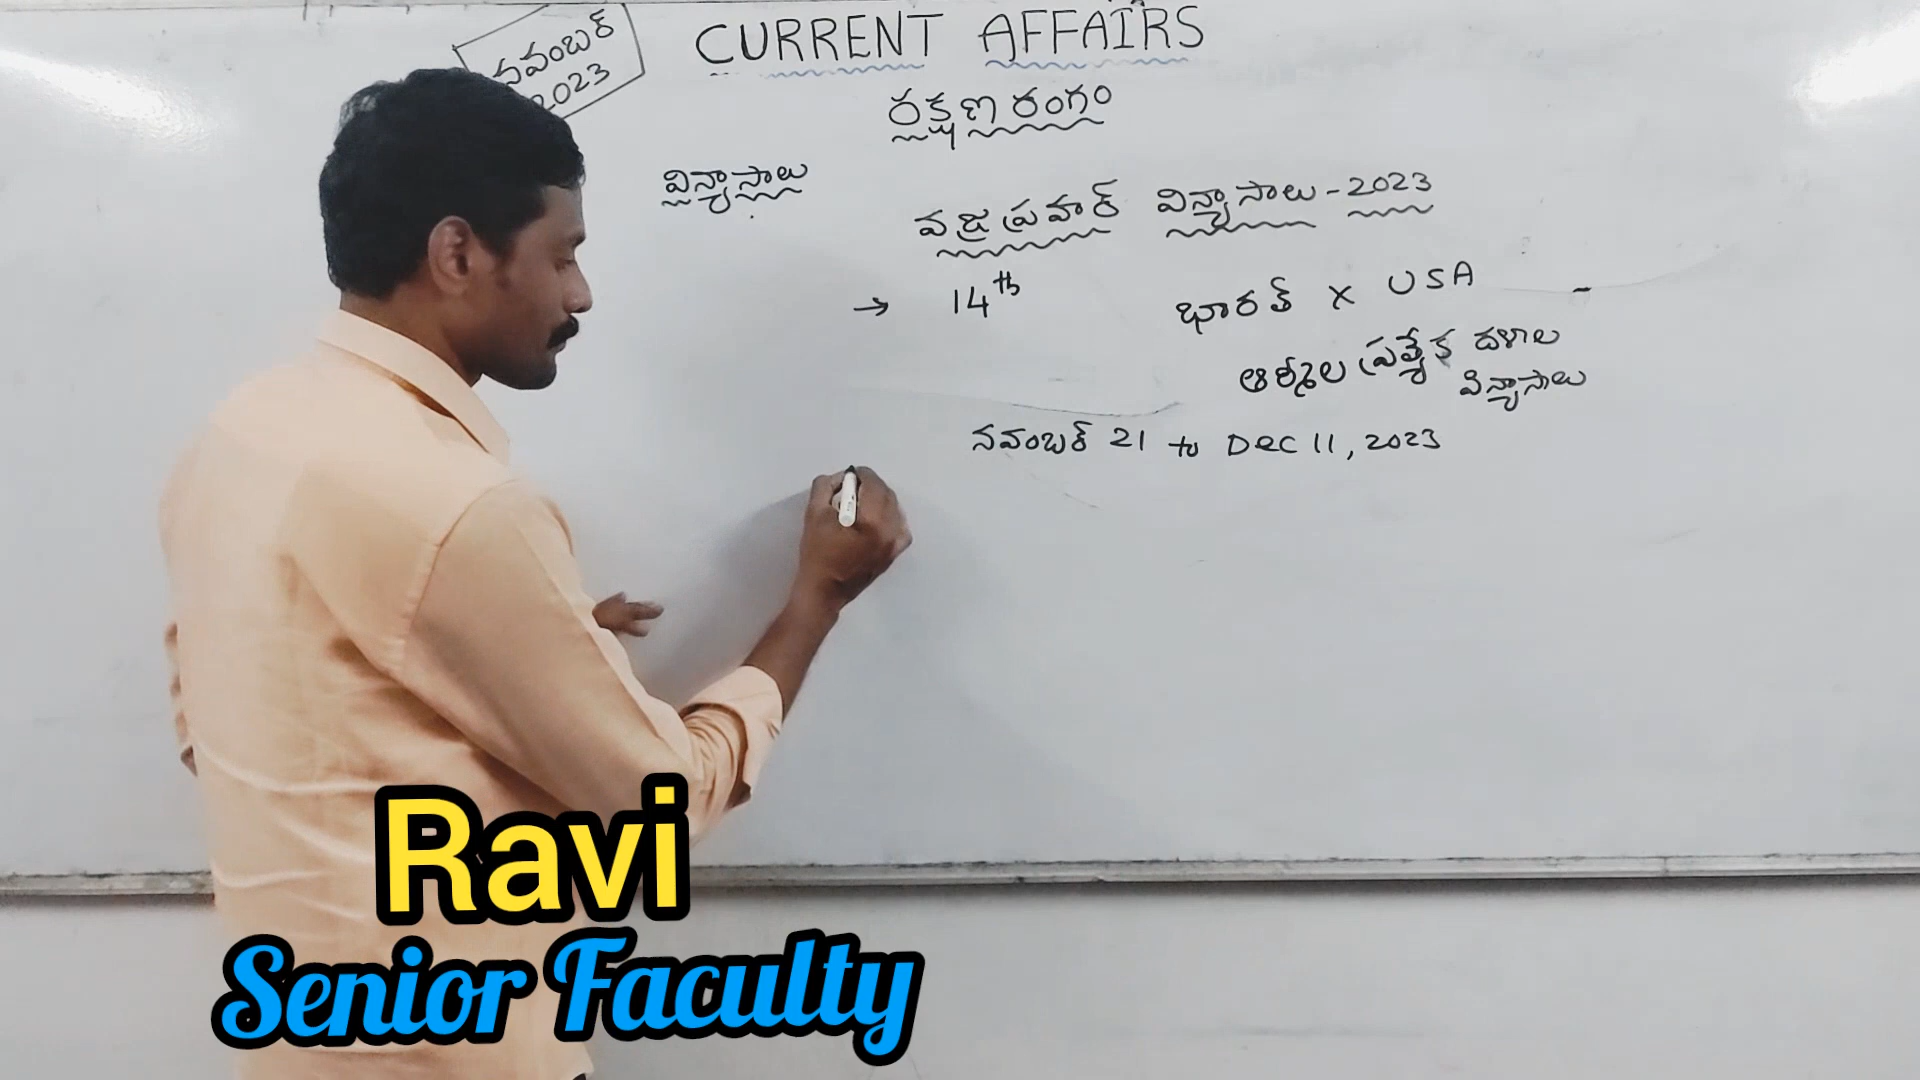 నవంబర్
2023
CURRENT AFFAIRS
రక్షణ రంగం
విన్యాసాలు
వజ్ర ప్రహార్ విన్యాసాలు - 2023
→ 14th భారత్ x USA -
ఆర్మీల ప్రత్యేక దళాల
విన్యాసాలు
నవంబర్ 21 to Dec 11, 2023
Ravi
Senior Faculty